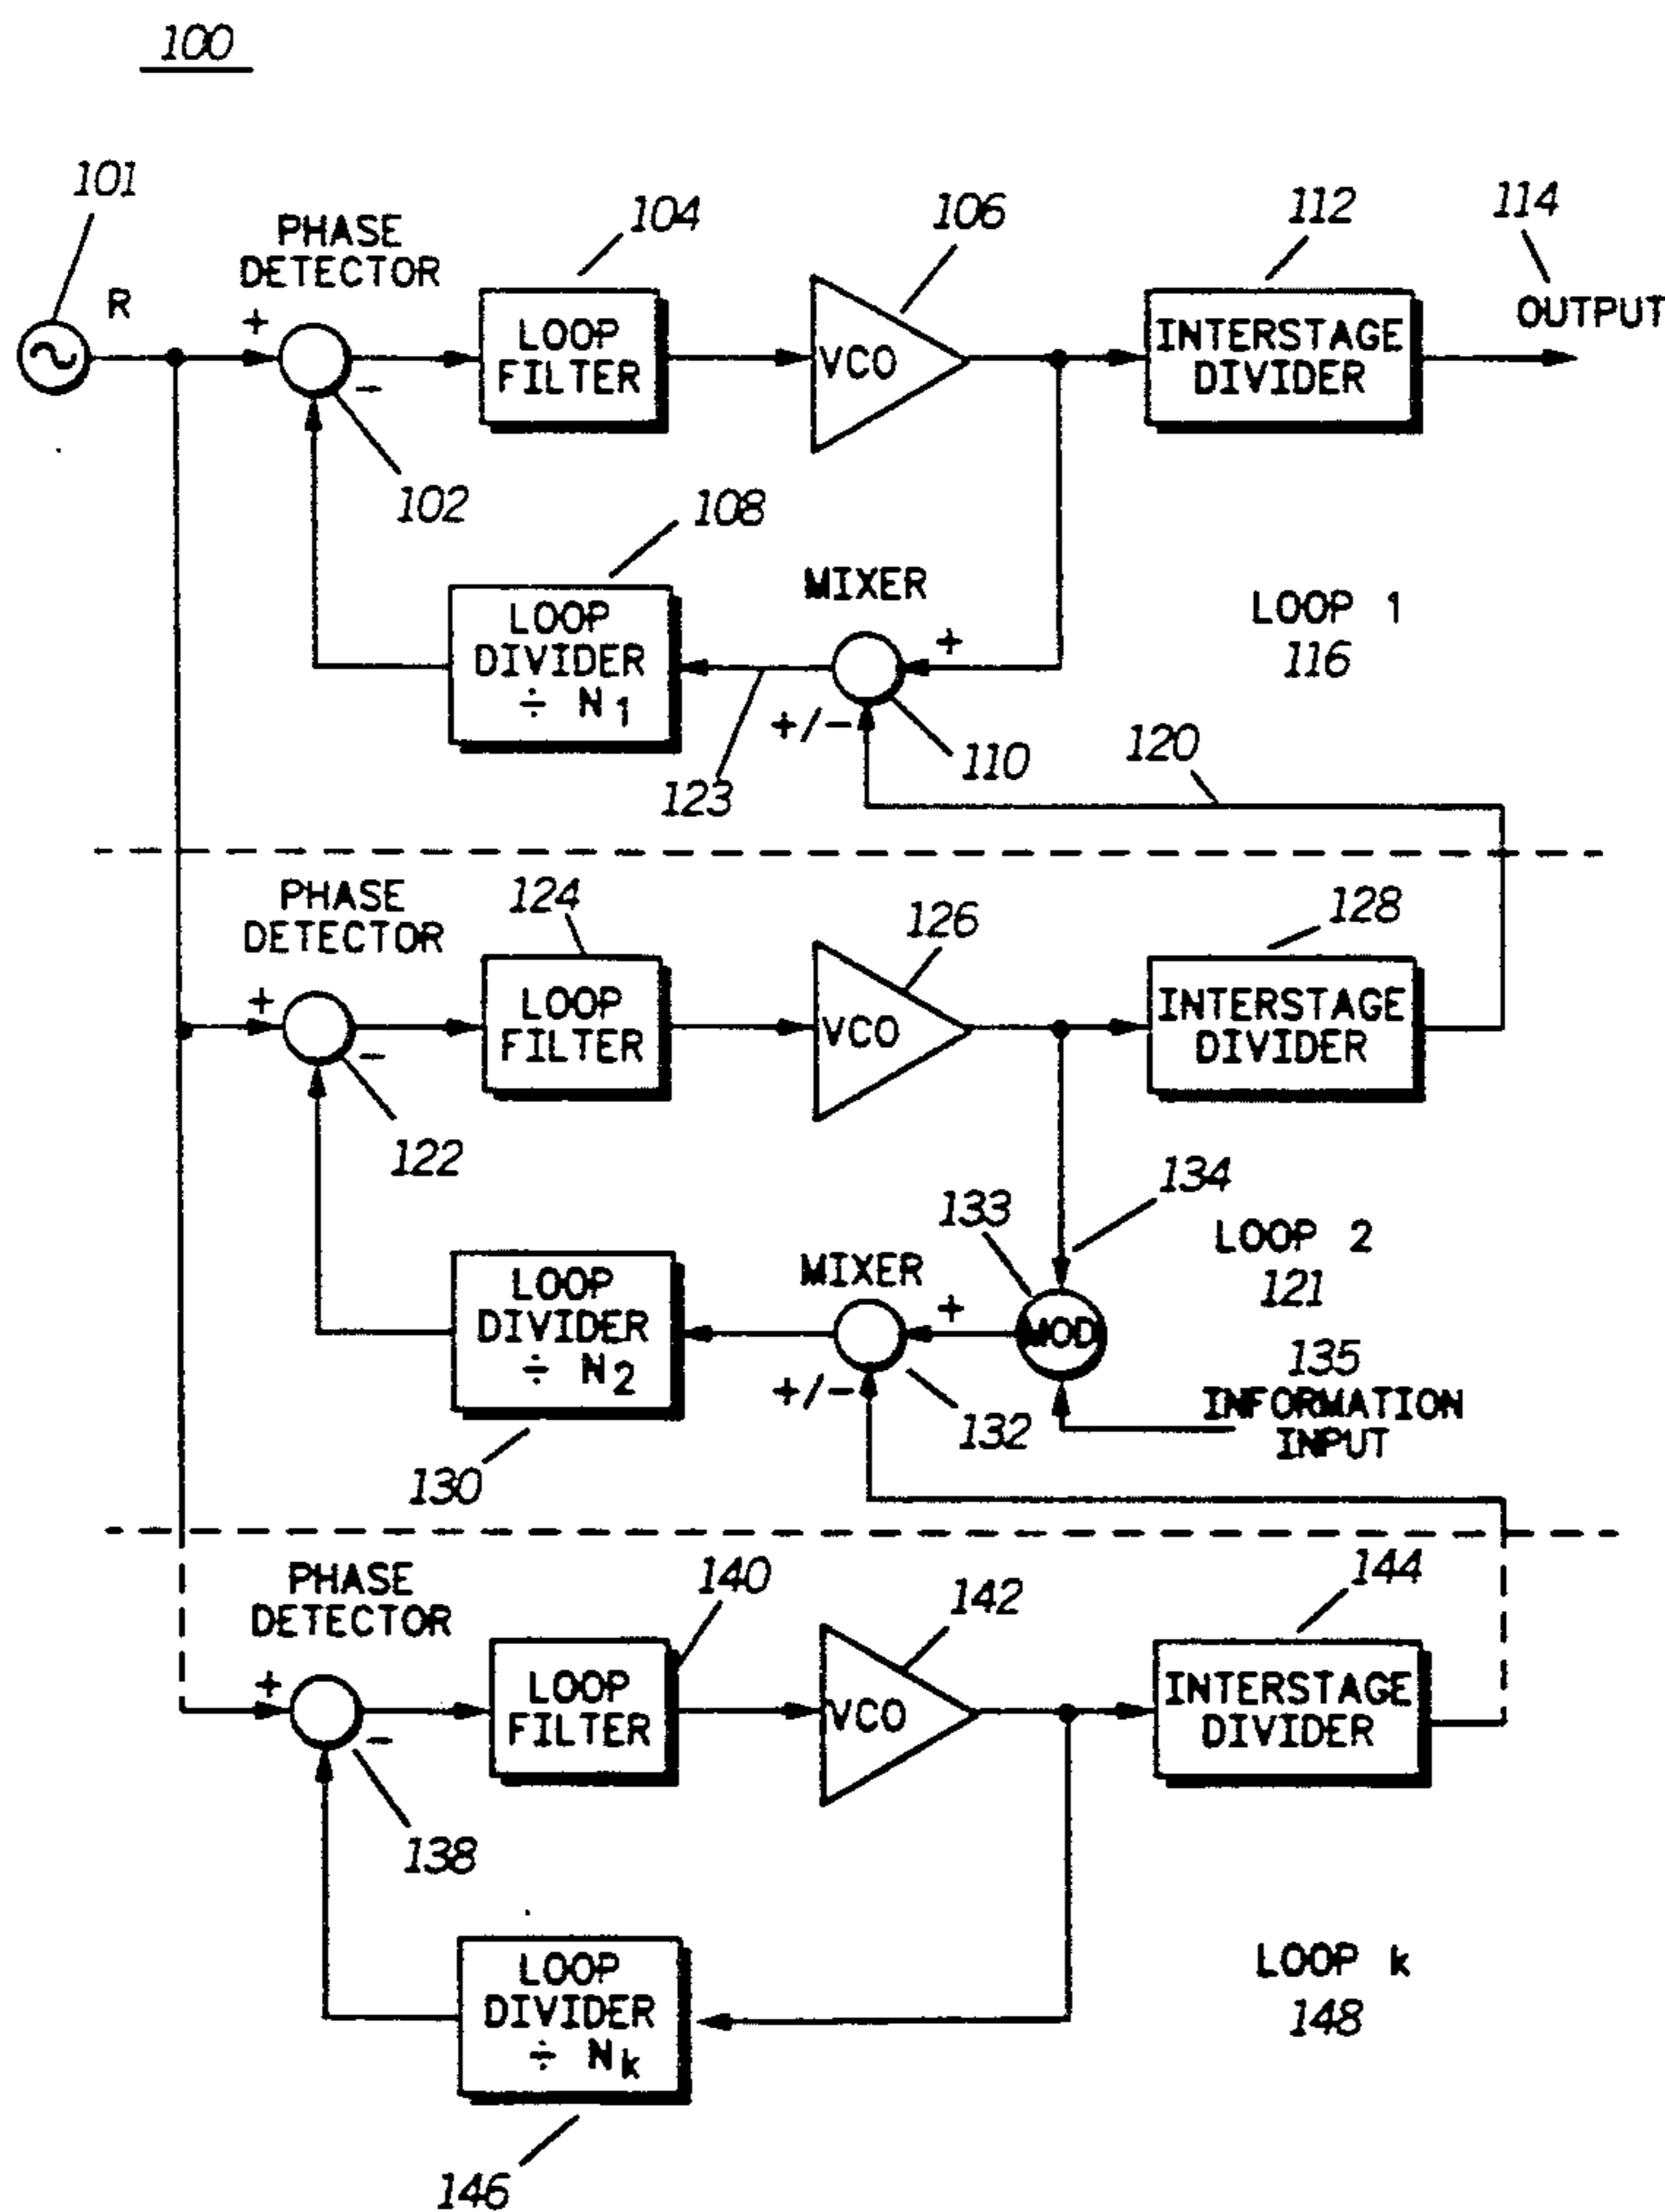 100
101
R
PHASE
DETECTOR
+
-
102
104
LOOP
FILTER
106
VCO
112
INTERSTAGE
DIVIDER
114
OUTPUT
108
LOOP
DIVIDER
÷ N1
MIXER
+
+/-
110
123
120
LOOP 1
116
PHASE
DETECTOR
+
-
122
124
LOOP
FILTER
126
VCO
128
INTERSTAGE
DIVIDER
134
133
MOD
LOOP 2
121
135
INFORMATION
INPUT
MIXER
+
+/-
132
LOOP
DIVIDER
÷ N2
130
PHASE
DETECTOR
+
-
138
140
LOOP
FILTER
142
VCO
144
INTERSTAGE
DIVIDER
LOOP
DIVIDER
÷ Nk
146
LOOP k
148